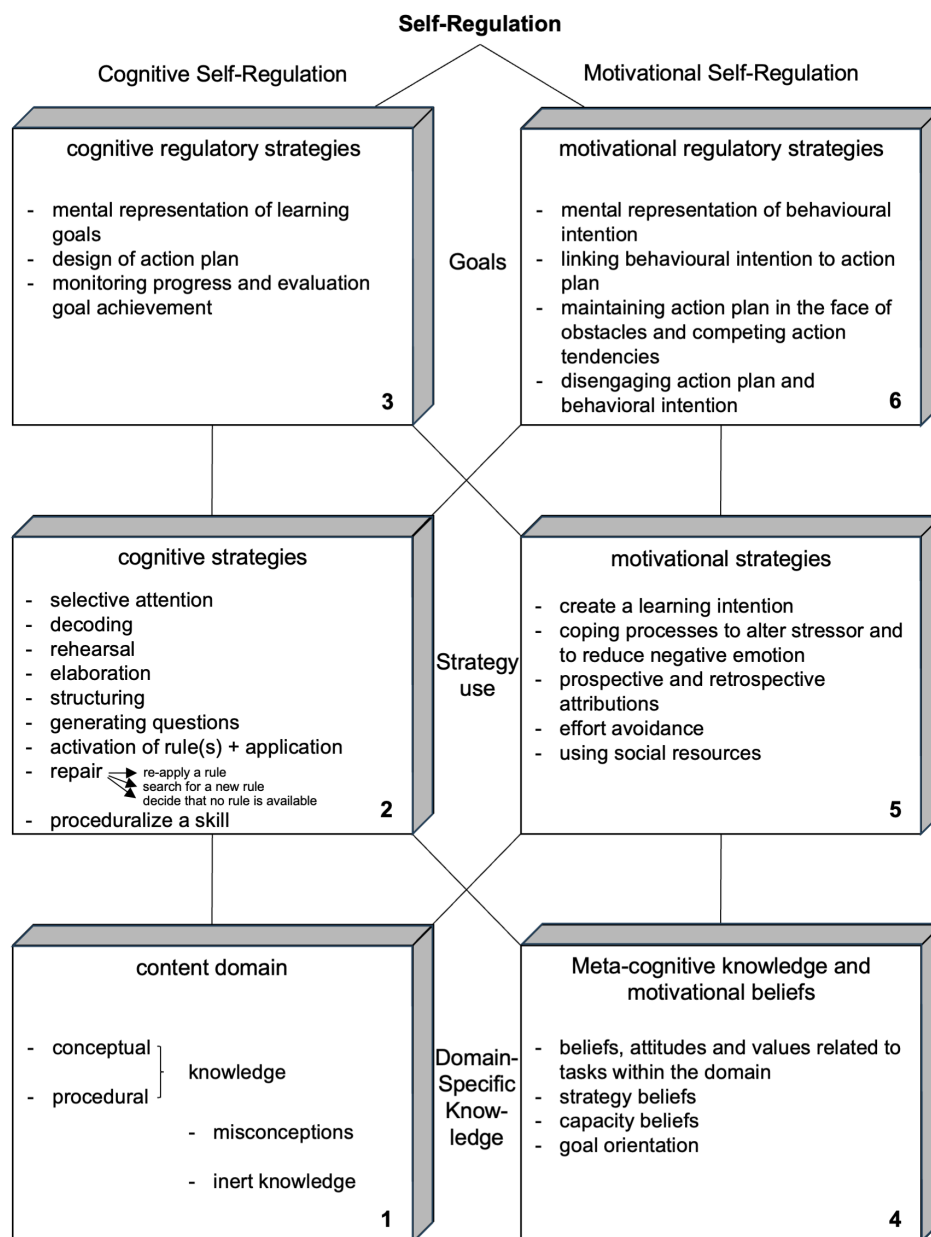 Self-Regulation
Cognitive Self-Regulation
Motivational Self-Regulation
cognitive regulatory strategies
- mental representation of learning
goals
- design of action plan
- monitoring progress and evaluation
goal achievement
3
Goals
motivational regulatory strategies
- mental representation of behavioural
intention
- linking behavioural intention to action
plan
- maintaining action plan in the face of
obstacles and competing action
tendencies
- disengaging action plan and
behavioral intention
6
cognitive strategies
- selective attention
- decoding
- rehearsal
- elaboration
- structuring
- generating questions
- activation of rule(s) + application
- repair
re-apply a rule
search for a new rule
decide that no rule is available
- proceduralize a skill
2
Strategy
use
motivational strategies
- create a learning intention
- coping processes to alter stressor and
to reduce negative emotion
- prospective and retrospective
attributions
- effort avoidance
- using social resources
5
content domain
- conceptual
- procedural
knowledge
- misconceptions
- inert knowledge
1
Domain-
Specific
Know-
ledge
Meta-cognitive knowledge and
motivational beliefs
- beliefs, attitudes and values related to
tasks within the domain
- strategy beliefs
- capacity beliefs
- goal orientation
4